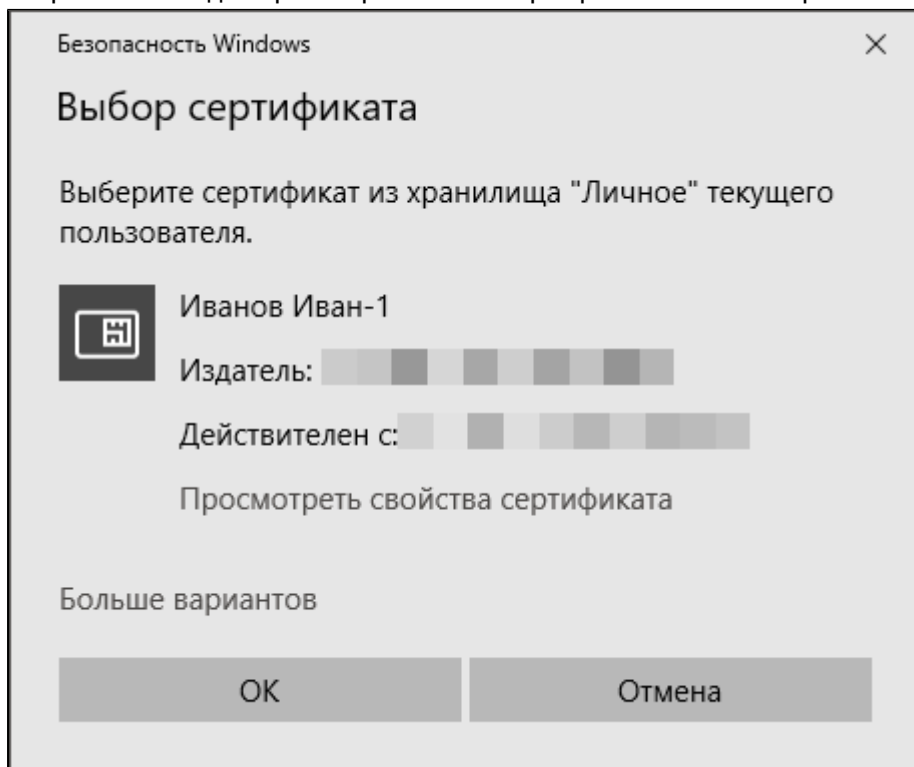 Безопасность Windows
Выбор сертификата
Выберите сертификат из хранилища "Личное" текущего
пользователя.
Иванов Иван-1
Издатель:
Действителен с:
Просмотреть свойства сертификата
Больше вариантов
ОК
Отмена